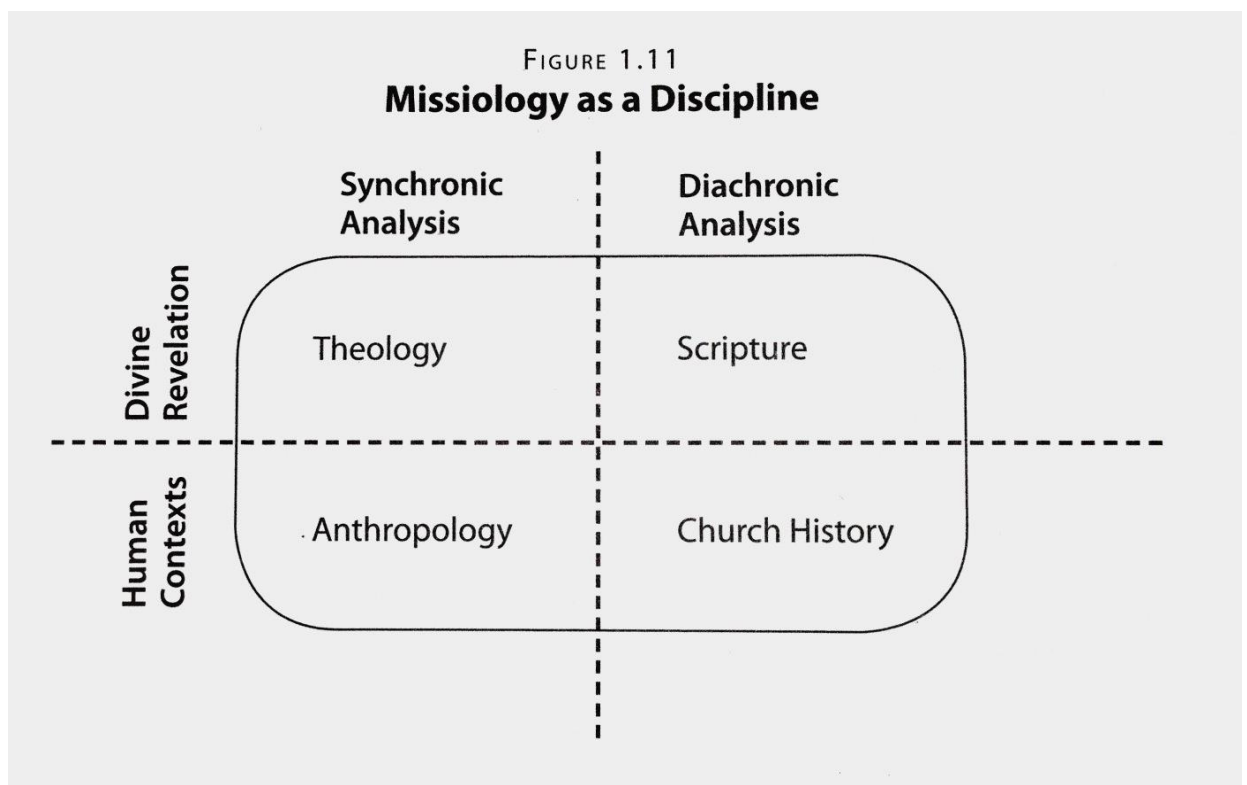 FIGURE 1.11
Missiology as a Discipline
Synchronic
Analysis
Diachronic
Analysis
Divine
Revelation
Theology
Scripture
Human
Contexts
Anthropology
Church History